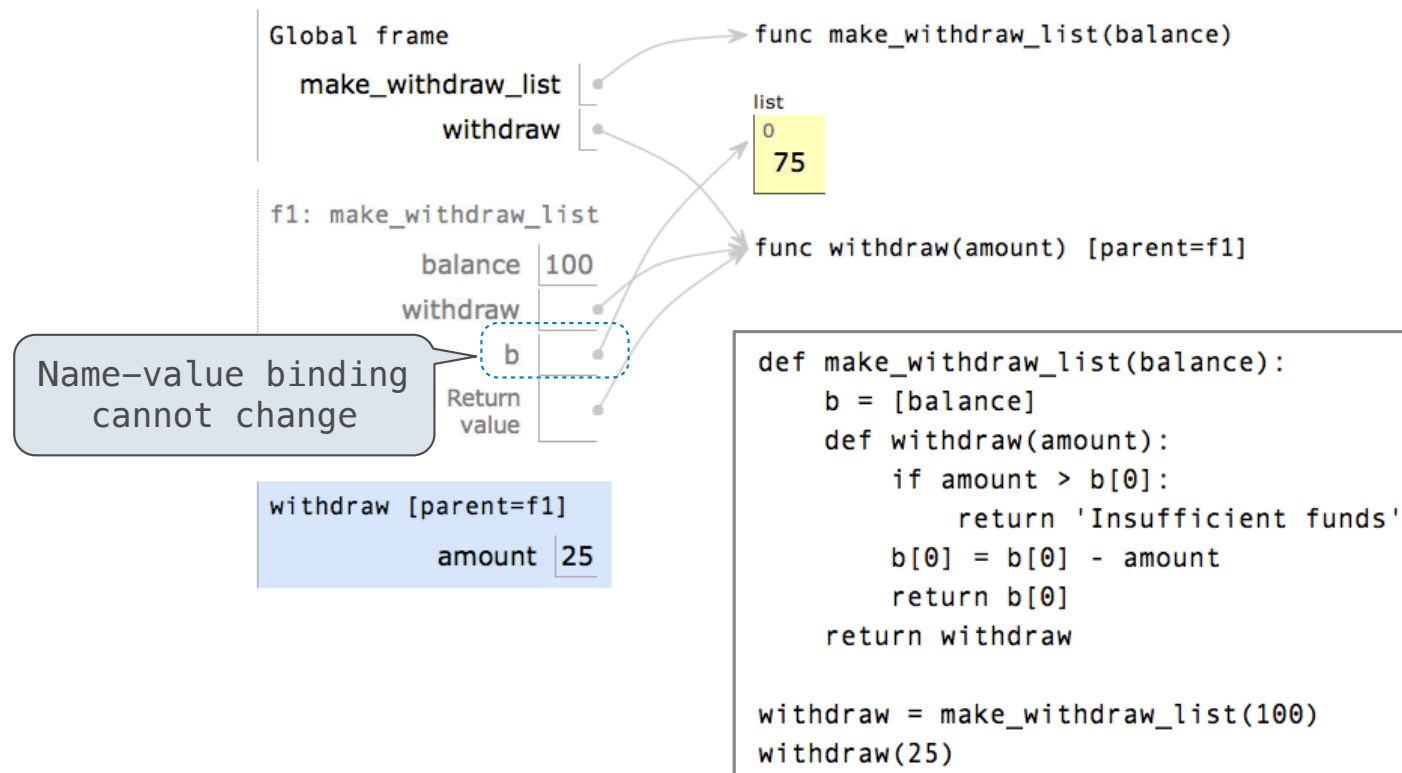 Global frame
make_withdraw_list
withdraw
func make_withdraw_list(balance)
list
0
75
func withdraw(amount) [parent=f1]
f1: make_withdraw_list
balance 100
withdraw
b
Return
value
Name–value binding
cannot change
withdraw [parent=f1]
amount 25
def make_withdraw_list(balance):
    b = [balance]
    def withdraw(amount):
        if amount > b[0]:
            return 'Insufficient funds'
        b[0] = b[0] - amount
        return b[0]
    return withdraw
withdraw = make_withdraw_list(100)
withdraw(25)